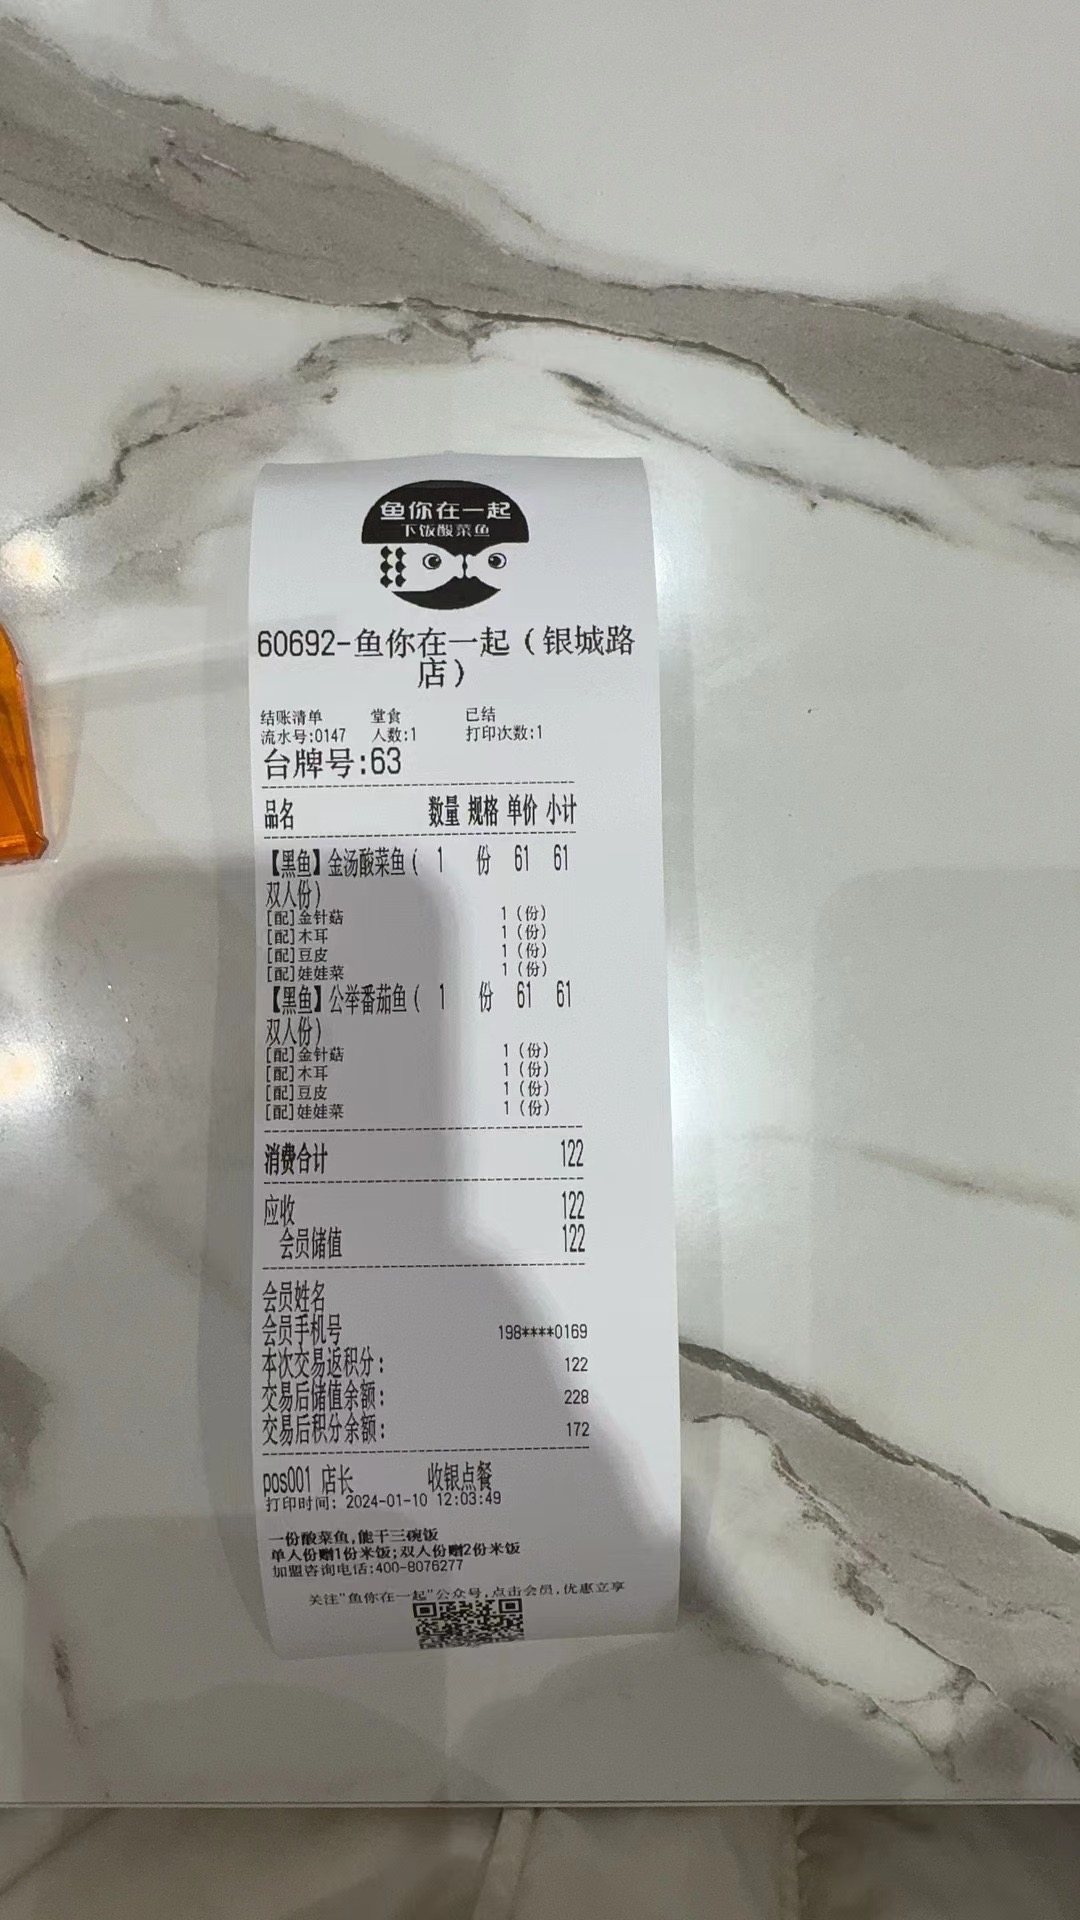 鱼你在一起
下饭酸菜鱼
60692-鱼你在一起（银城路
店）
结账清单 堂食 已结
流水号:0147 人数:1 打印次数:1
台牌号:63
品名 数量 规格 单价 小计
【黑鱼】金汤酸菜鱼( 1 份 61 61
双人份)
[配]金针菇 1（份）
[配]木耳 1（份）
[配]豆皮 1（份）
[配]娃娃菜 1（份）
【黑鱼】公举番茄鱼( 1 份 61 61
双人份)
[配]金针菇 1（份）
[配]木耳 1（份）
[配]豆皮 1（份）
[配]娃娃菜 1（份）
消费合计 122
应收 122
会员储值 122
会员姓名
会员手机号 198****0169
本次交易返积分: 122
交易后储值余额: 228
交易后积分余额: 172
pos001 店长 收银点餐
打印时间: 2024-01-10 12:03:49
一份酸菜鱼,能干三碗饭
单人份赠1份米饭;双人份赠2份米饭
加盟咨询电话:400-8076277
关注"鱼你在一起"公众号,点击会员,优惠立享